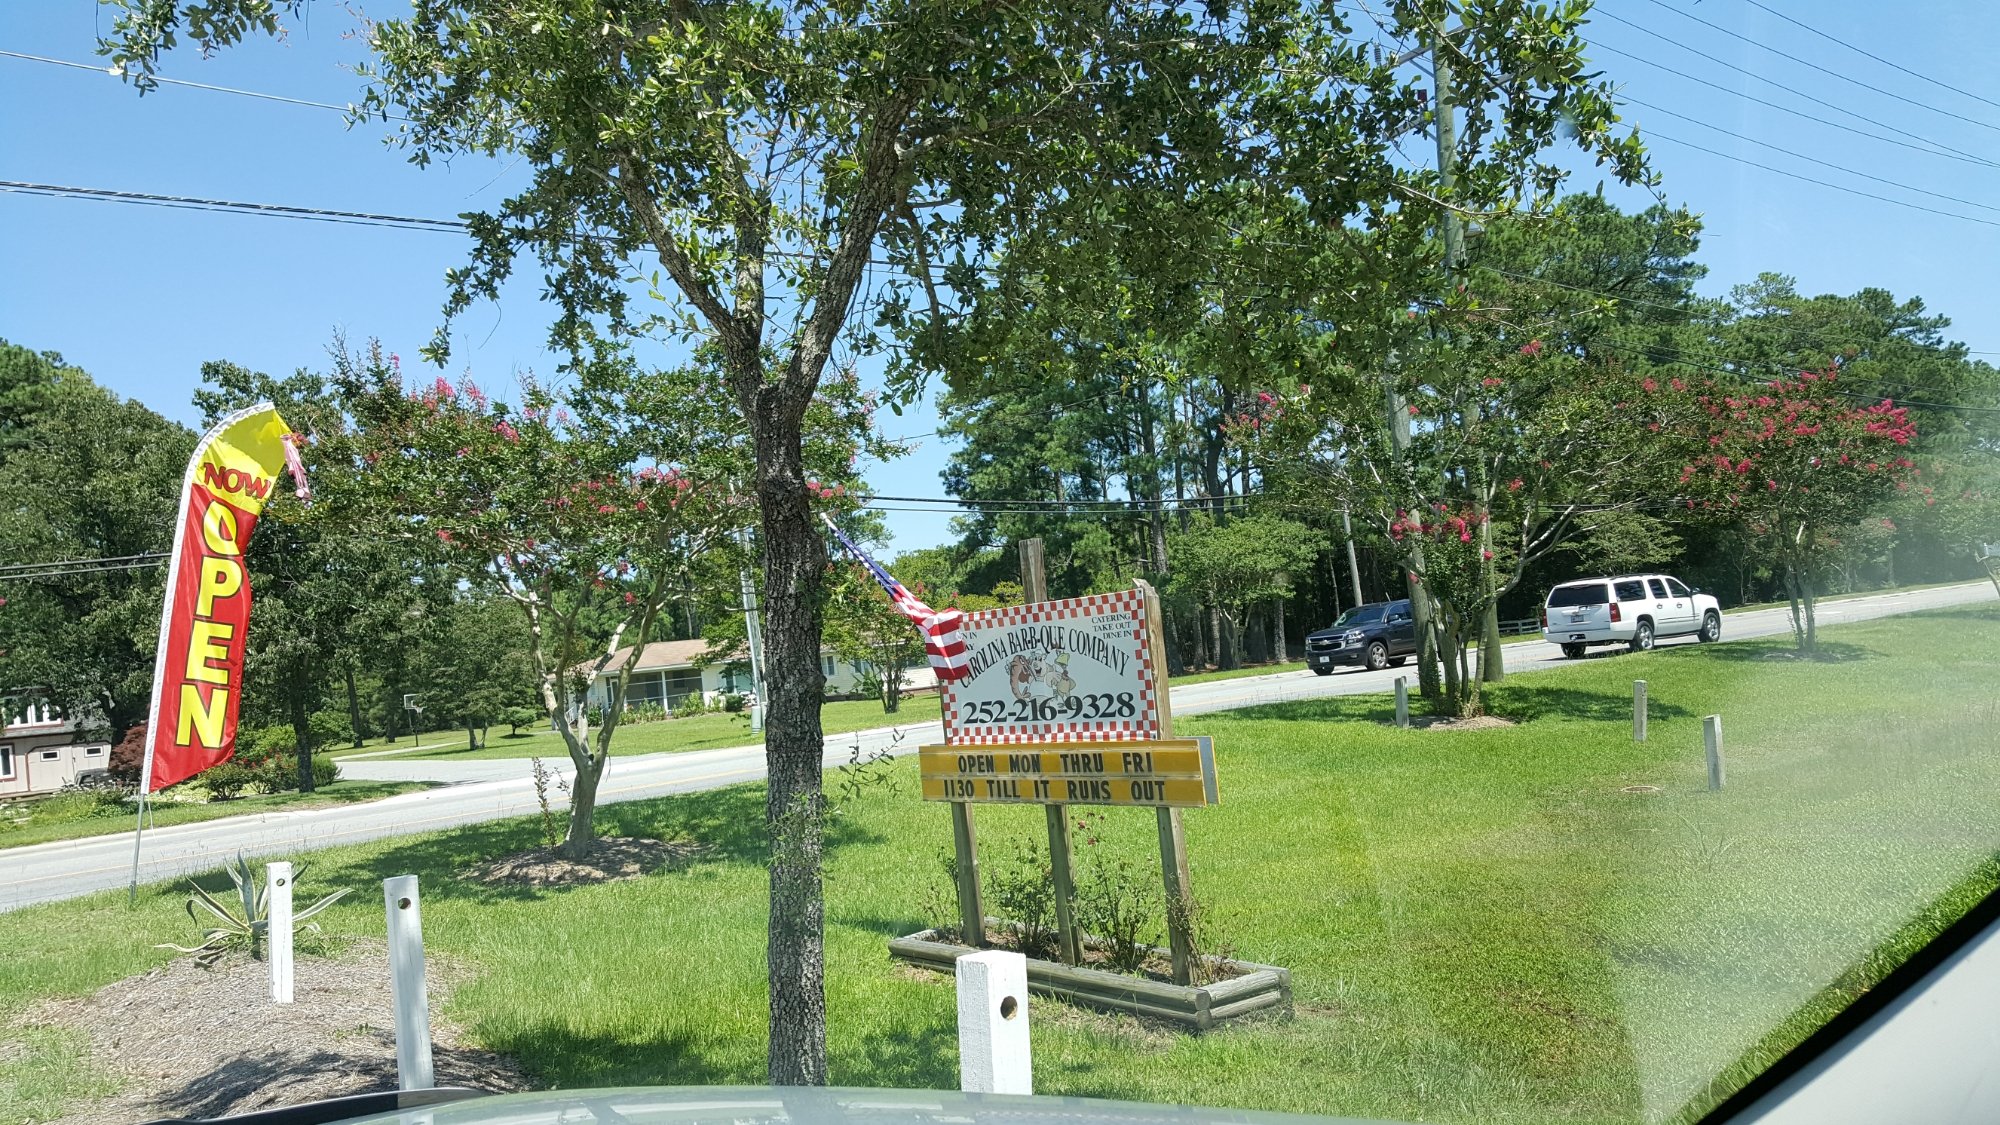 NOW
OPEN
CATERING
TAKE OUT
DINE IN
CAROLINA BAR-B-QUE COMPANY
252-216-9328
OPEN MON THRU FRI
1130 TILL IT RUNS OUT